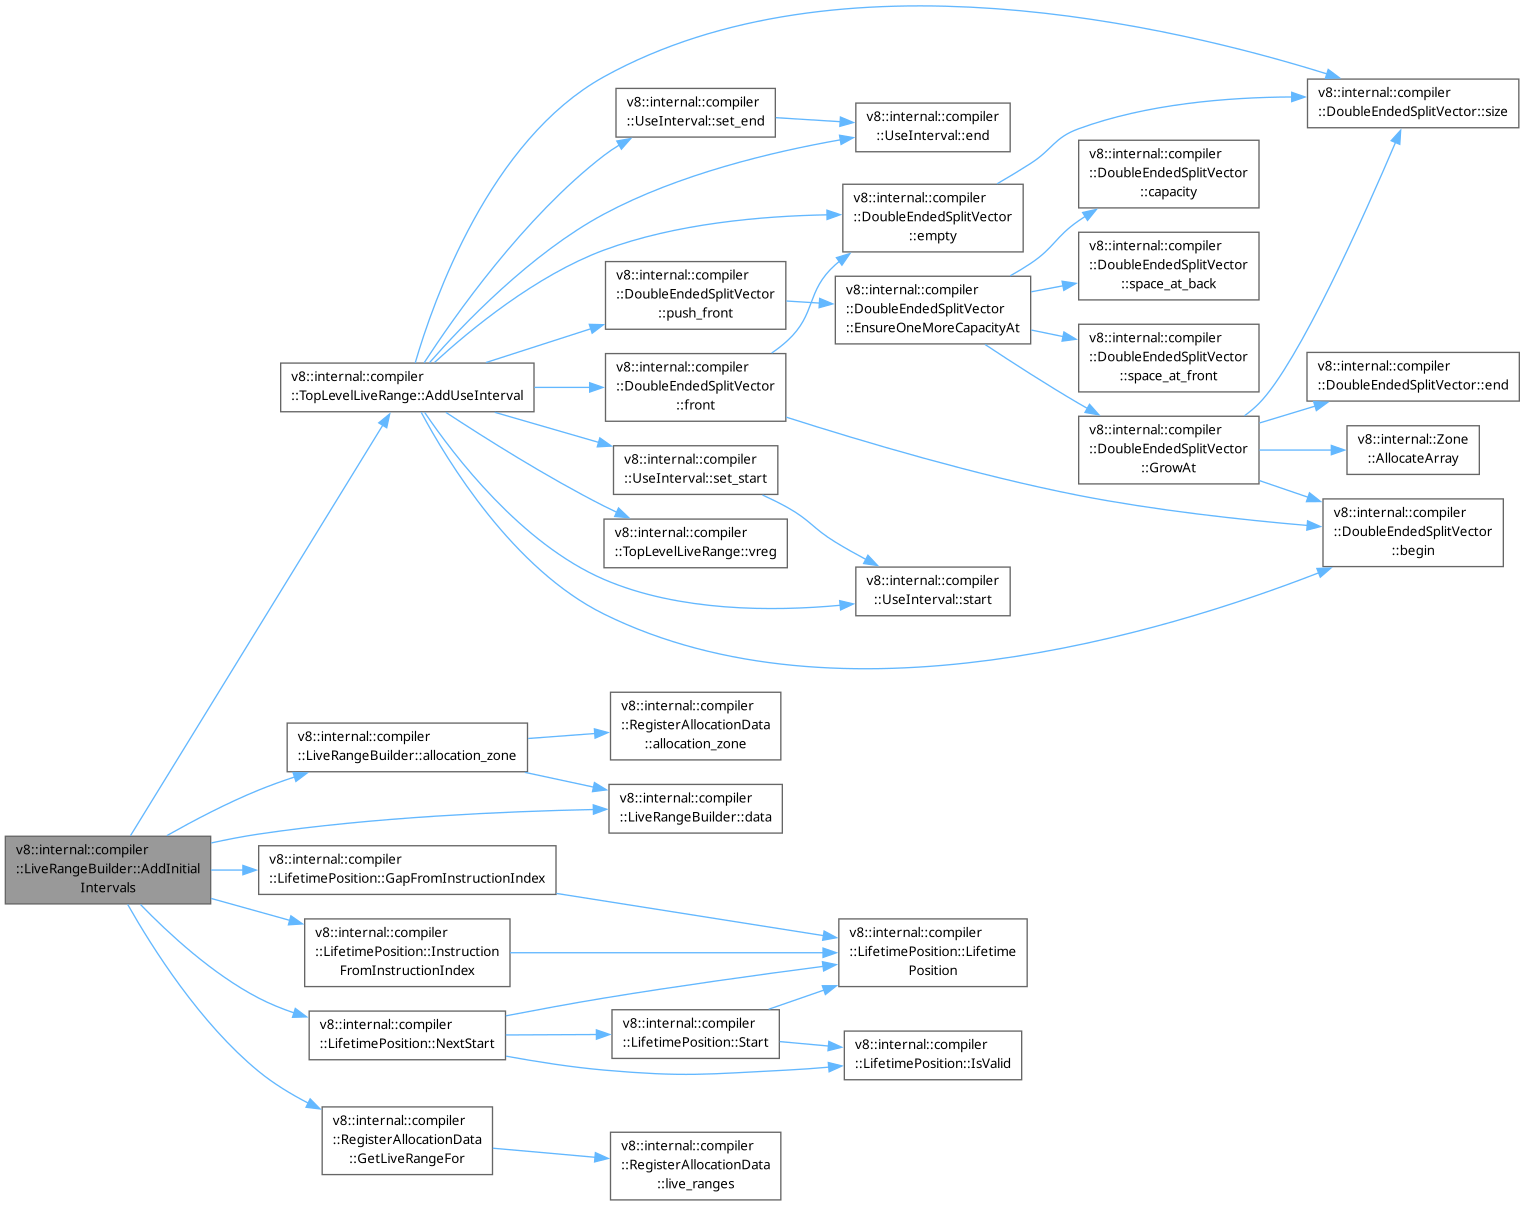 v8::internal::compiler
::LiveRangeBuilder::AddInitial
Intervals
v8::internal::compiler
::TopLevelLiveRange::AddUseInterval
v8::internal::compiler
::LiveRangeBuilder::allocation_zone
v8::internal::compiler
::LifetimePosition::GapFromInstructionIndex
v8::internal::compiler
::LifetimePosition::Instruction
FromInstructionIndex
v8::internal::compiler
::LifetimePosition::NextStart
v8::internal::compiler
::RegisterAllocationData
::GetLiveRangeFor
v8::internal::compiler
::UseInterval::set_end
v8::internal::compiler
::DoubleEndedSplitVector
::push_front
v8::internal::compiler
::DoubleEndedSplitVector
::front
v8::internal::compiler
::UseInterval::set_start
v8::internal::compiler
::TopLevelLiveRange::vreg
v8::internal::compiler
::RegisterAllocationData
::allocation_zone
v8::internal::compiler
::LiveRangeBuilder::data
v8::internal::compiler
::LifetimePosition::Start
v8::internal::compiler
::RegisterAllocationData
::live_ranges
v8::internal::compiler
::UseInterval::end
v8::internal::compiler
::DoubleEndedSplitVector
::empty
v8::internal::compiler
::DoubleEndedSplitVector
::EnsureOneMoreCapacityAt
v8::internal::compiler
::UseInterval::start
v8::internal::compiler
::LifetimePosition::Lifetime
Position
v8::internal::compiler
::LifetimePosition::IsValid
v8::internal::compiler
::DoubleEndedSplitVector
::capacity
v8::internal::compiler
::DoubleEndedSplitVector
::space_at_back
v8::internal::compiler
::DoubleEndedSplitVector
::space_at_front
v8::internal::compiler
::DoubleEndedSplitVector
::GrowAt
v8::internal::compiler
::DoubleEndedSplitVector::size
v8::internal::compiler
::DoubleEndedSplitVector::end
v8::internal::Zone
::AllocateArray
v8::internal::compiler
::DoubleEndedSplitVector
::begin